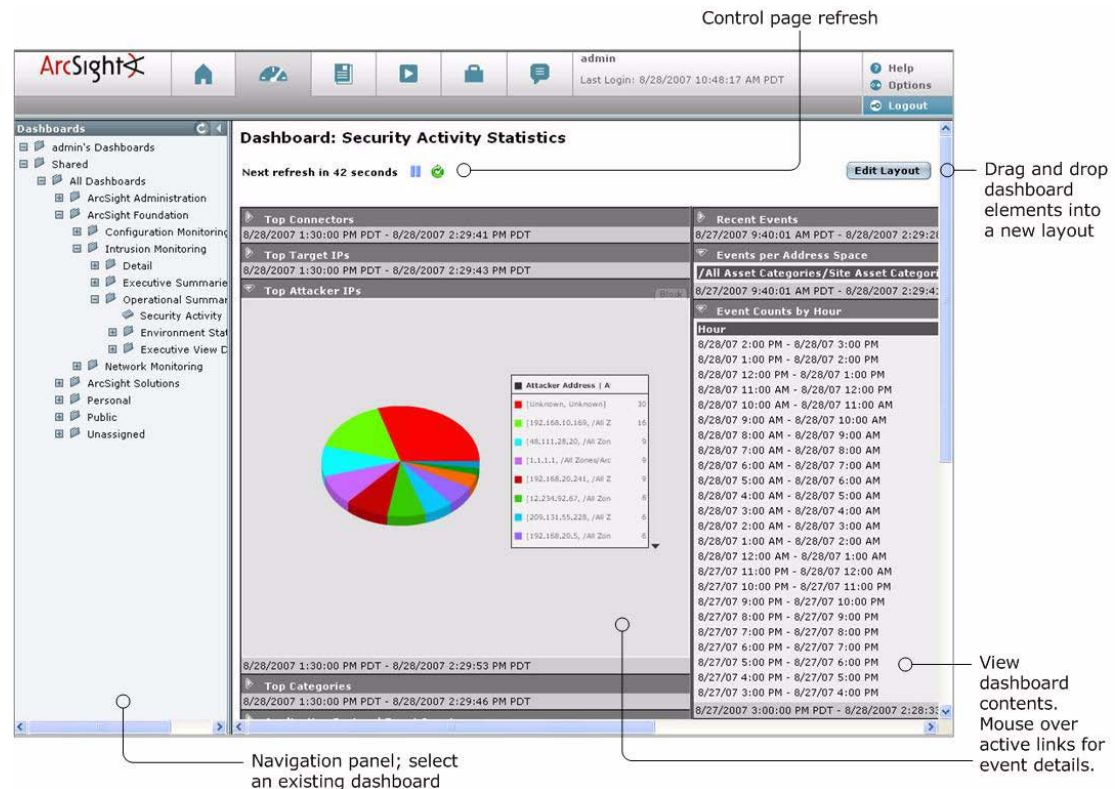 Control page refresh
ArcSight
admin
Last Login: 8/28/2007 10:48:17 AM PDT
Help
Options
Logout
Dashboards
admin's Dashboards
Shared
All Dashboards
ArcSight Administration
ArcSight Foundation
Configuration Monitoring
Intrusion Monitoring
Detail
Executive Summarie
Operational Summar
Security Activity
Environment Stat
Executive View D
Network Monitoring
ArcSight Solutions
Personal
Public
Unassigned
Dashboard: Security Activity Statistics
Next refresh in 42 seconds
Edit Layout
Top Connectors
8/28/2007 1:30:00 PM PDT - 8/28/2007 2:29:41 PM PDT
Top Target IPs
8/28/2007 1:30:00 PM PDT - 8/28/2007 2:29:43 PM PDT
Top Attacker IPs
Block
Attacker Address | A
[Unknown, Unknown] 30
[192.168.10.169, /All Z 16
[48.111.28.20, /All Zon 9
[1.1.1.1, /All Zones/Arc 9
[192.168.20.241, /All Z 9
[12.234.92.67, /All Zon 8
[209.131.55.228, /All Z 6
[192.168.20.5, /All Zon 6
8/28/2007 1:30:00 PM PDT - 8/28/2007 2:29:53 PM PDT
Top Categories
8/28/2007 1:30:00 PM PDT - 8/28/2007 2:29:46 PM PDT
Recent Events
8/27/2007 9:40:01 AM PDT - 8/28/2007 2:29:28
Events per Address Space
/All Asset Categories/Site Asset Categori
8/27/2007 9:40:01 AM PDT - 8/28/2007 2:29:4
Event Counts by Hour
Hour
8/28/07 2:00 PM - 8/28/07 3:00 PM
8/28/07 1:00 PM - 8/28/07 2:00 PM
8/28/07 12:00 PM - 8/28/07 1:00 PM
8/28/07 11:00 AM - 8/28/07 12:00 PM
8/28/07 10:00 AM - 8/28/07 11:00 AM
8/28/07 9:00 AM - 8/28/07 10:00 AM
8/28/07 8:00 AM - 8/28/07 9:00 AM
8/28/07 7:00 AM - 8/28/07 8:00 AM
8/28/07 6:00 AM - 8/28/07 7:00 AM
8/28/07 5:00 AM - 8/28/07 6:00 AM
8/28/07 4:00 AM - 8/28/07 5:00 AM
8/28/07 3:00 AM - 8/28/07 4:00 AM
8/28/07 2:00 AM - 8/28/07 3:00 AM
8/28/07 1:00 AM - 8/28/07 2:00 AM
8/28/07 12:00 AM - 8/28/07 1:00 AM
8/27/07 11:00 PM - 8/28/07 12:00 AM
8/27/07 10:00 PM - 8/27/07 11:00 PM
8/27/07 9:00 PM - 8/27/07 10:00 PM
8/27/07 8:00 PM - 8/27/07 9:00 PM
8/27/07 7:00 PM - 8/27/07 8:00 PM
8/27/07 6:00 PM - 8/27/07 7:00 PM
8/27/07 5:00 PM - 8/27/07 6:00 PM
8/27/07 4:00 PM - 8/27/07 5:00 PM
8/27/07 3:00 PM - 8/27/07 4:00 PM
8/27/2007 3:00:00 PM PDT - 8/28/2007 2:28:3
Drag and drop
dashboard
elements into
a new layout
View
dashboard
contents.
Mouse over
active links for
event details.
Navigation panel; select
an existing dashboard